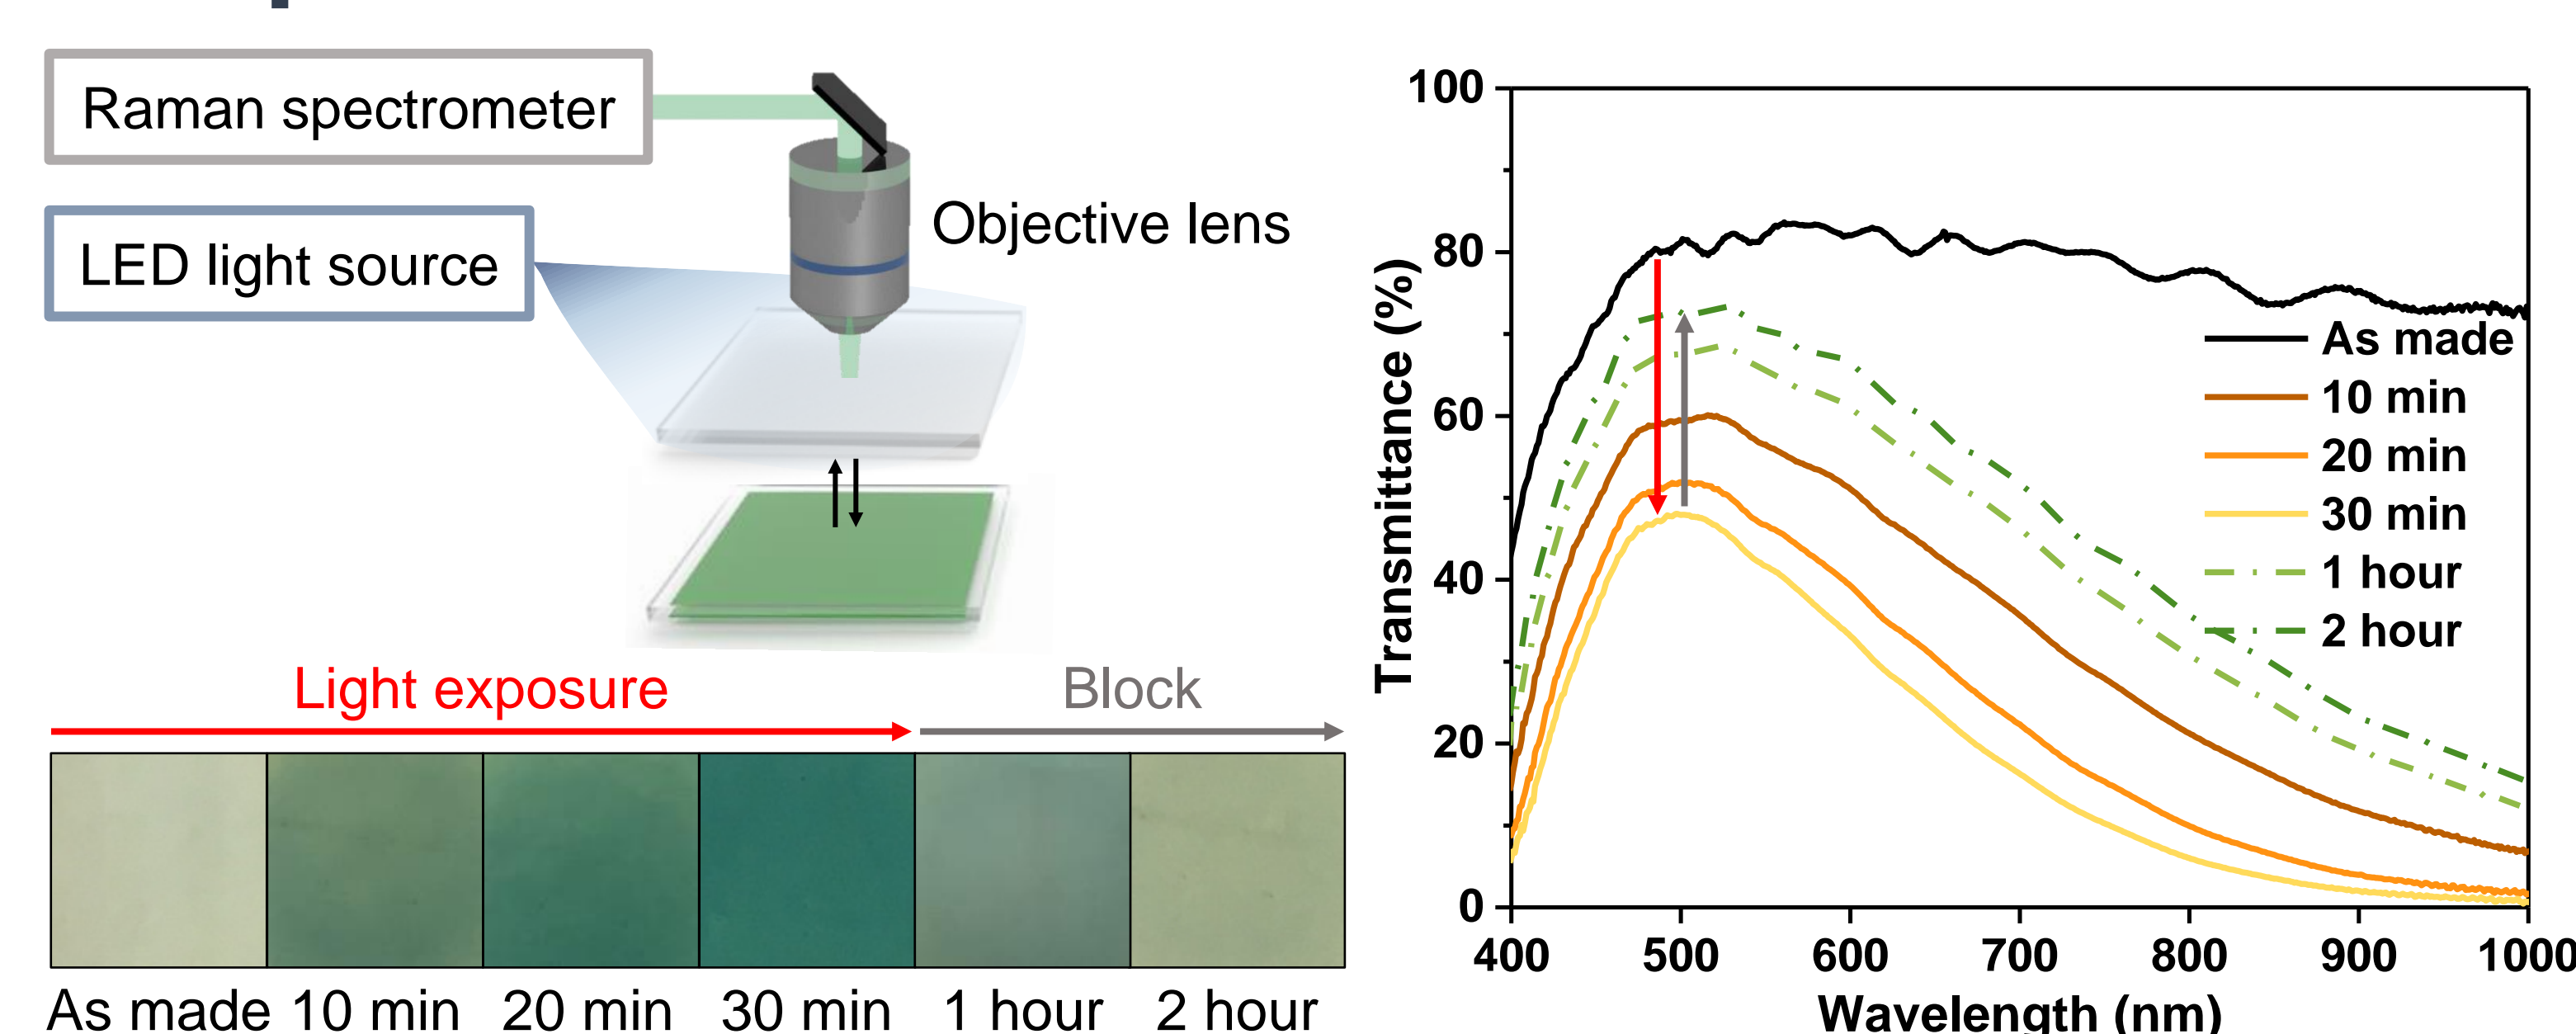 Raman spectrometer
LED light source
Objective lens
Light exposure
Block
As made 10 min 20 min 30 min 1 hour 2 hour
Transmittance (%)
100
80
60
40
20
0
As made
10 min
20 min
30 min
1 hour
2 hour
400 500 600 700 800 900 1000
Wavelength (nm)